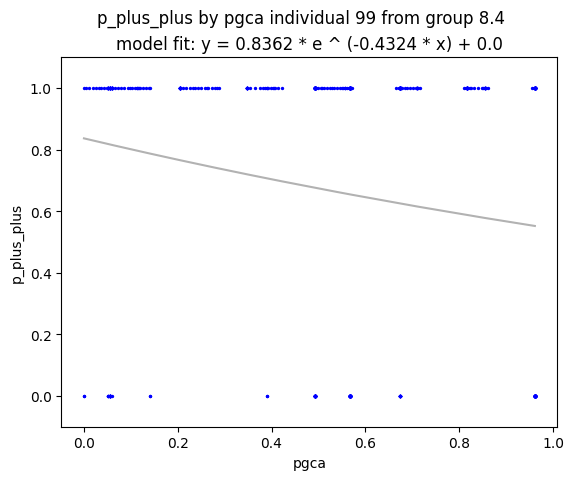 p_plus_plus by pgca individual 99 from group 8.4
model fit: y = 0.8362 * e ^ (-0.4324 * x) + 0.0
1.0
0.8
0.6
0.4
0.2
0.0
p_plus_plus
0.0 0.2 0.4 0.6 0.8 1.0
pgca